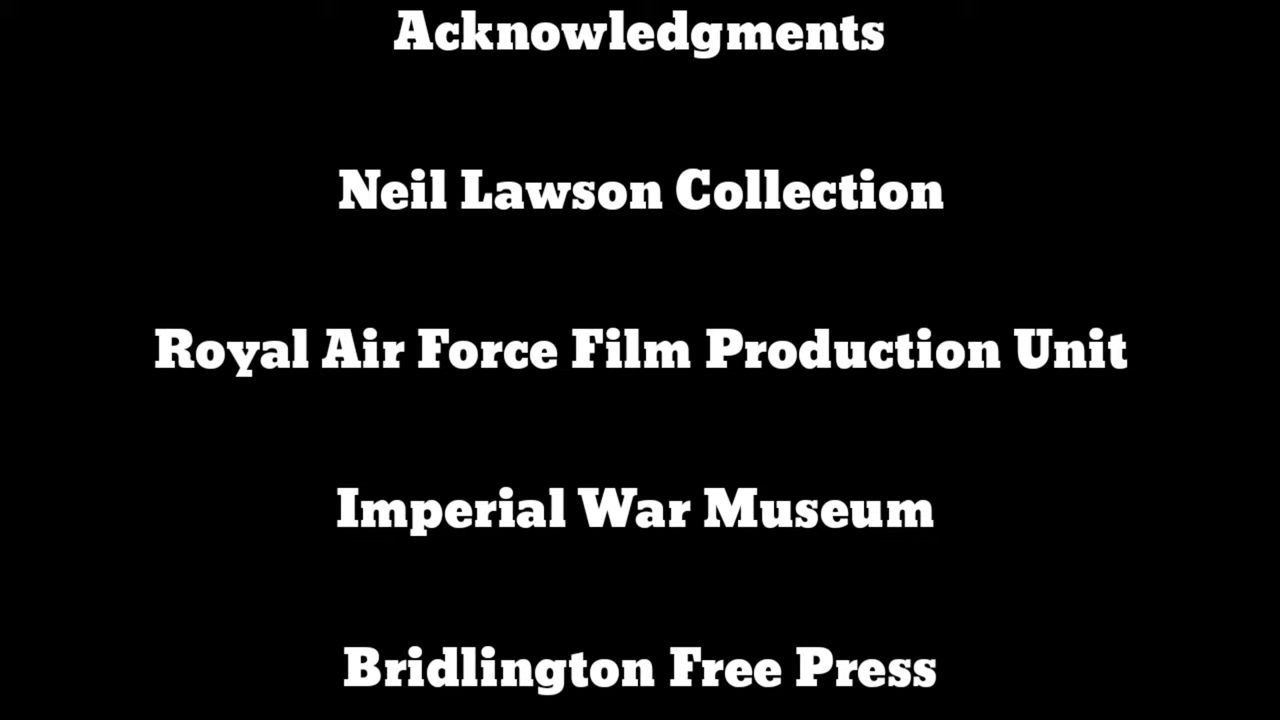 Acknowledgments
Neil Lawson Collection
Royal Air Force Film Production Unit
Imperial War Museum
Bridlington Free Press